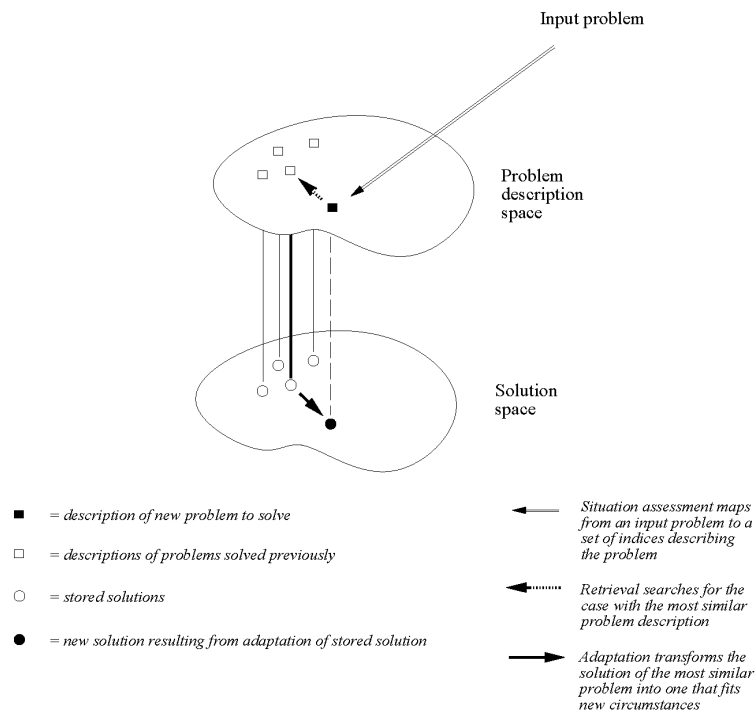 Input problem
Problem
description
space
Solution
space
= description of new problem to solve
= descriptions of problems solved previously
= stored solutions
= new solution resulting from adaptation of stored solution
Situation assessment maps
from an input problem to a
set of indices describing
the problem
Retrieval searches for the
case with the most similar
problem description
Adaptation transforms the
solution of the most similar
problem into one that fits
new circumstances